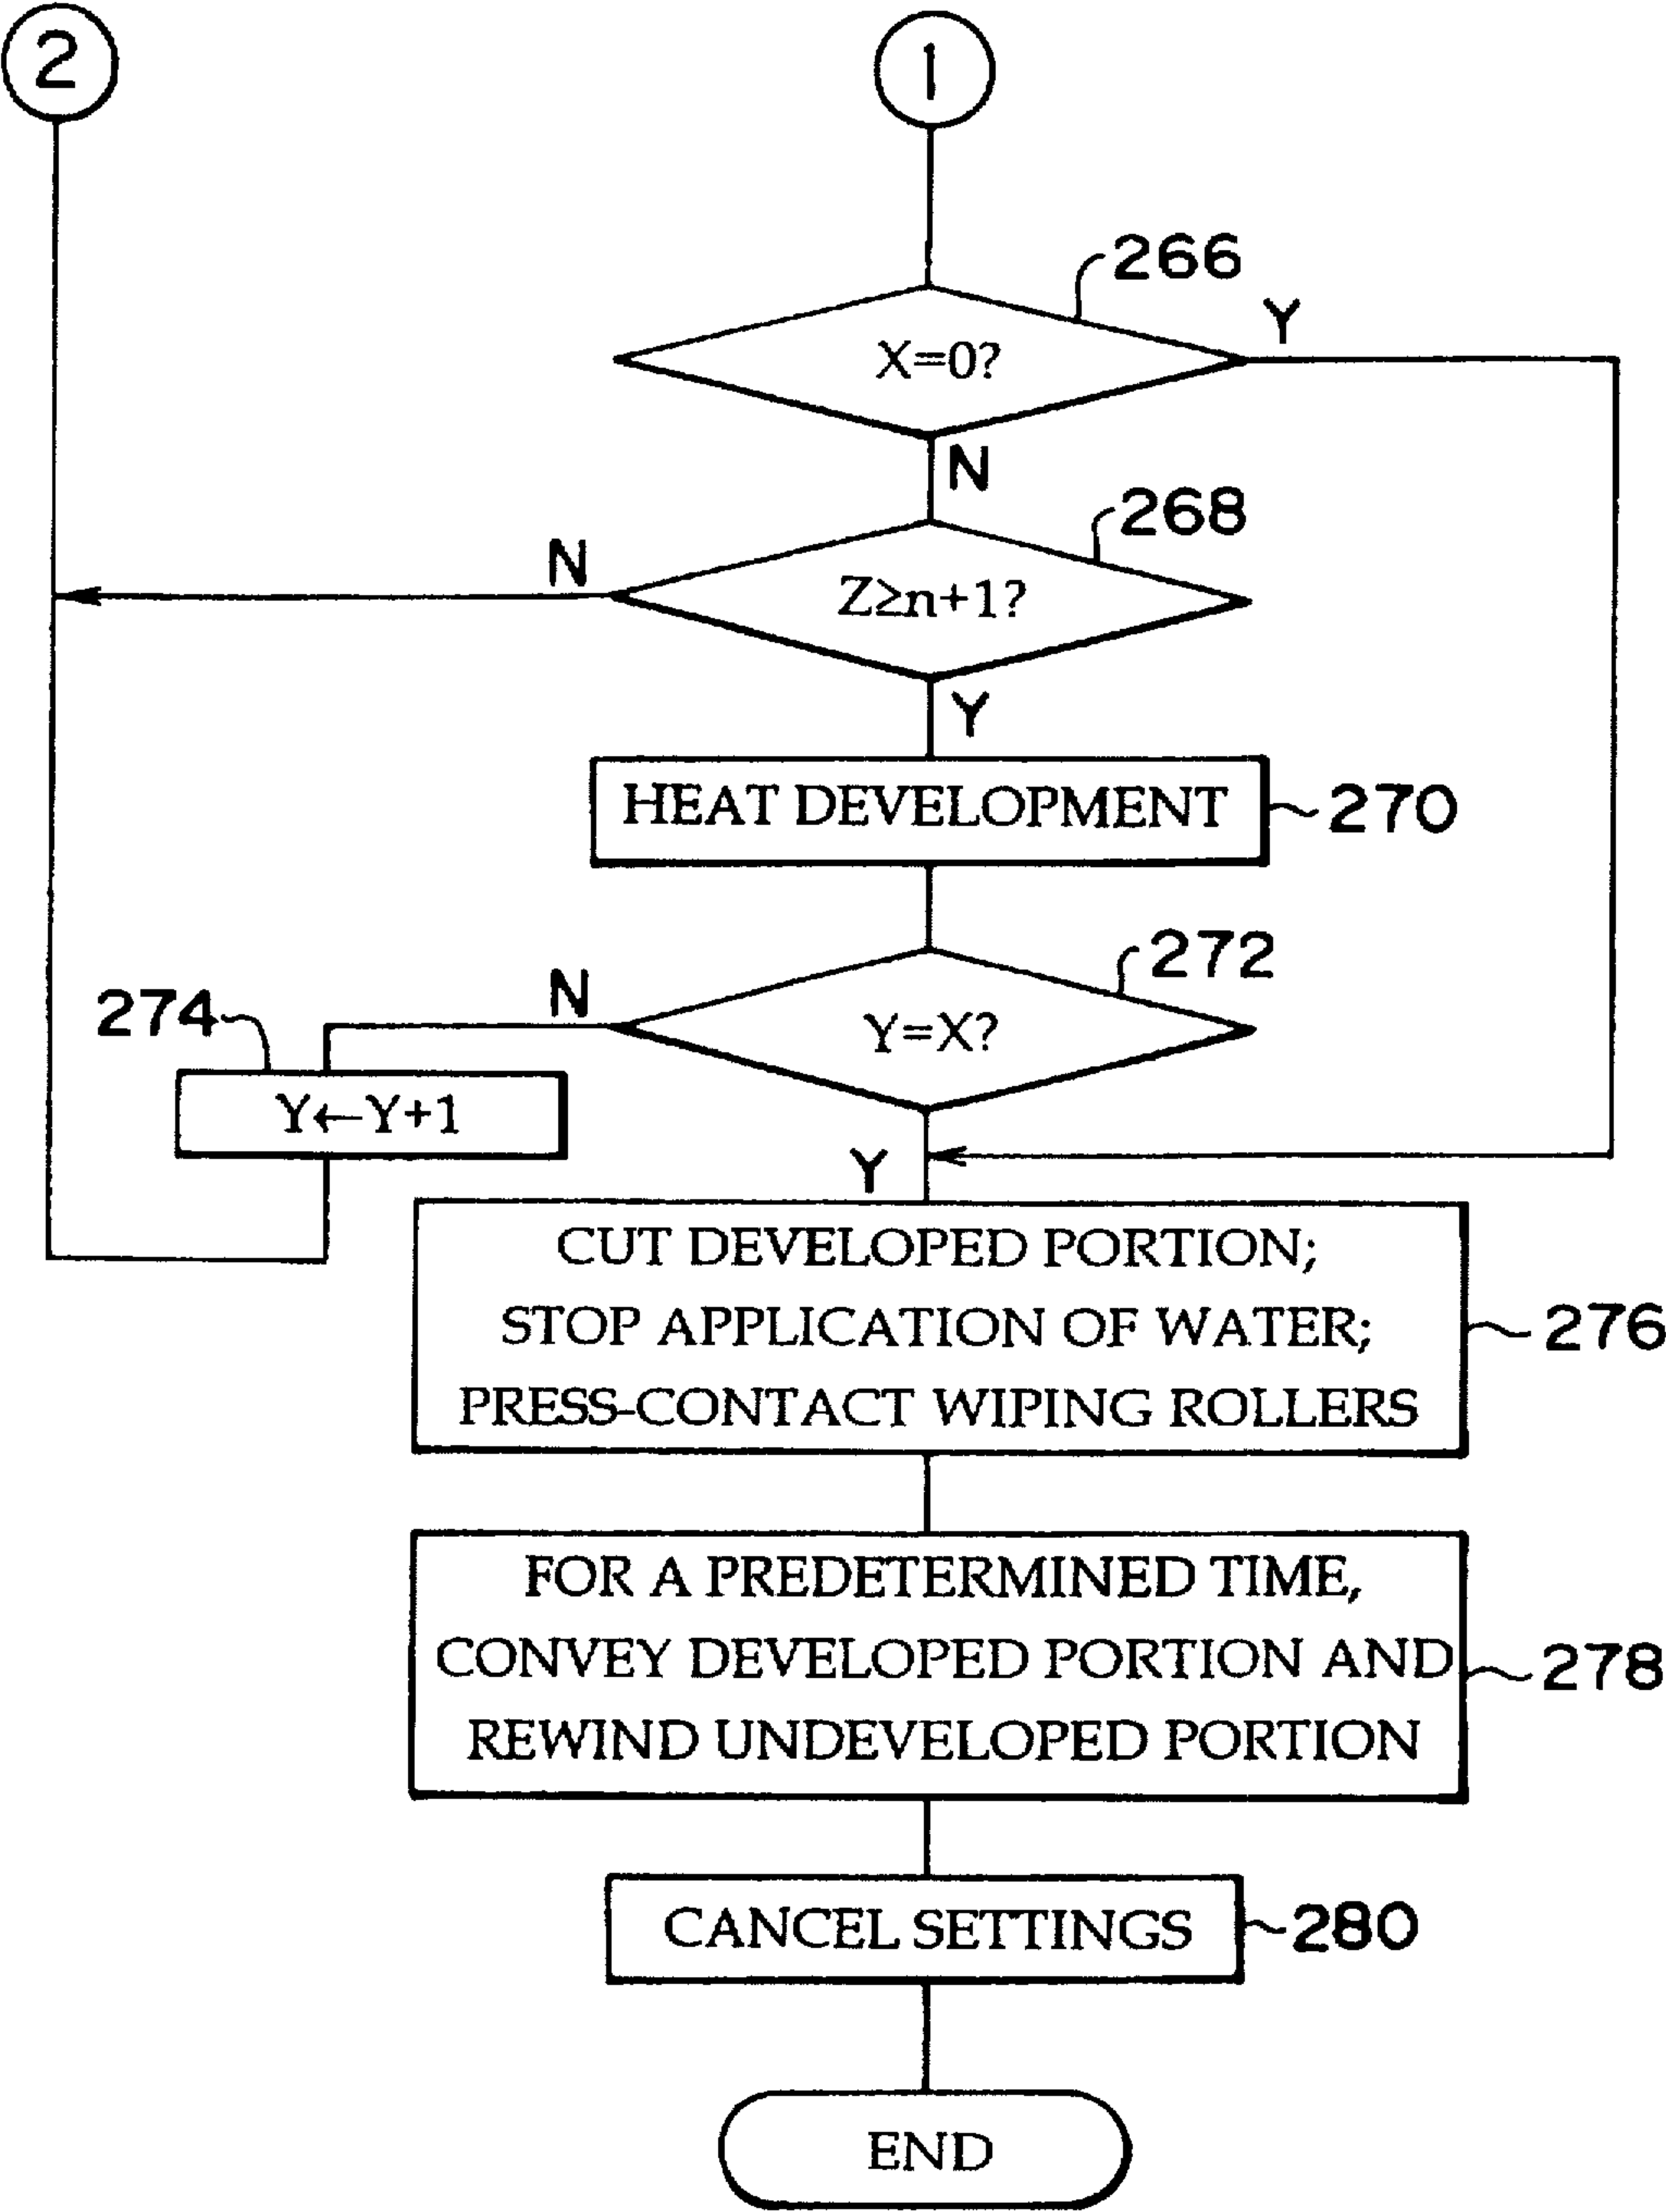 2
1
266
X=0?
Y
N
268
Z≥n+1?
N
Y
HEAT DEVELOPMENT
270
272
Y=X?
N
274
Y←Y+1
Y
CUT DEVELOPED PORTION;
STOP APPLICATION OF WATER;
PRESS-CONTACT WIPING ROLLERS
276
FOR A PREDETERMINED TIME,
CONVEY DEVELOPED PORTION AND
REWIND UNDEVELOPED PORTION
278
CANCEL SETTINGS
280
END